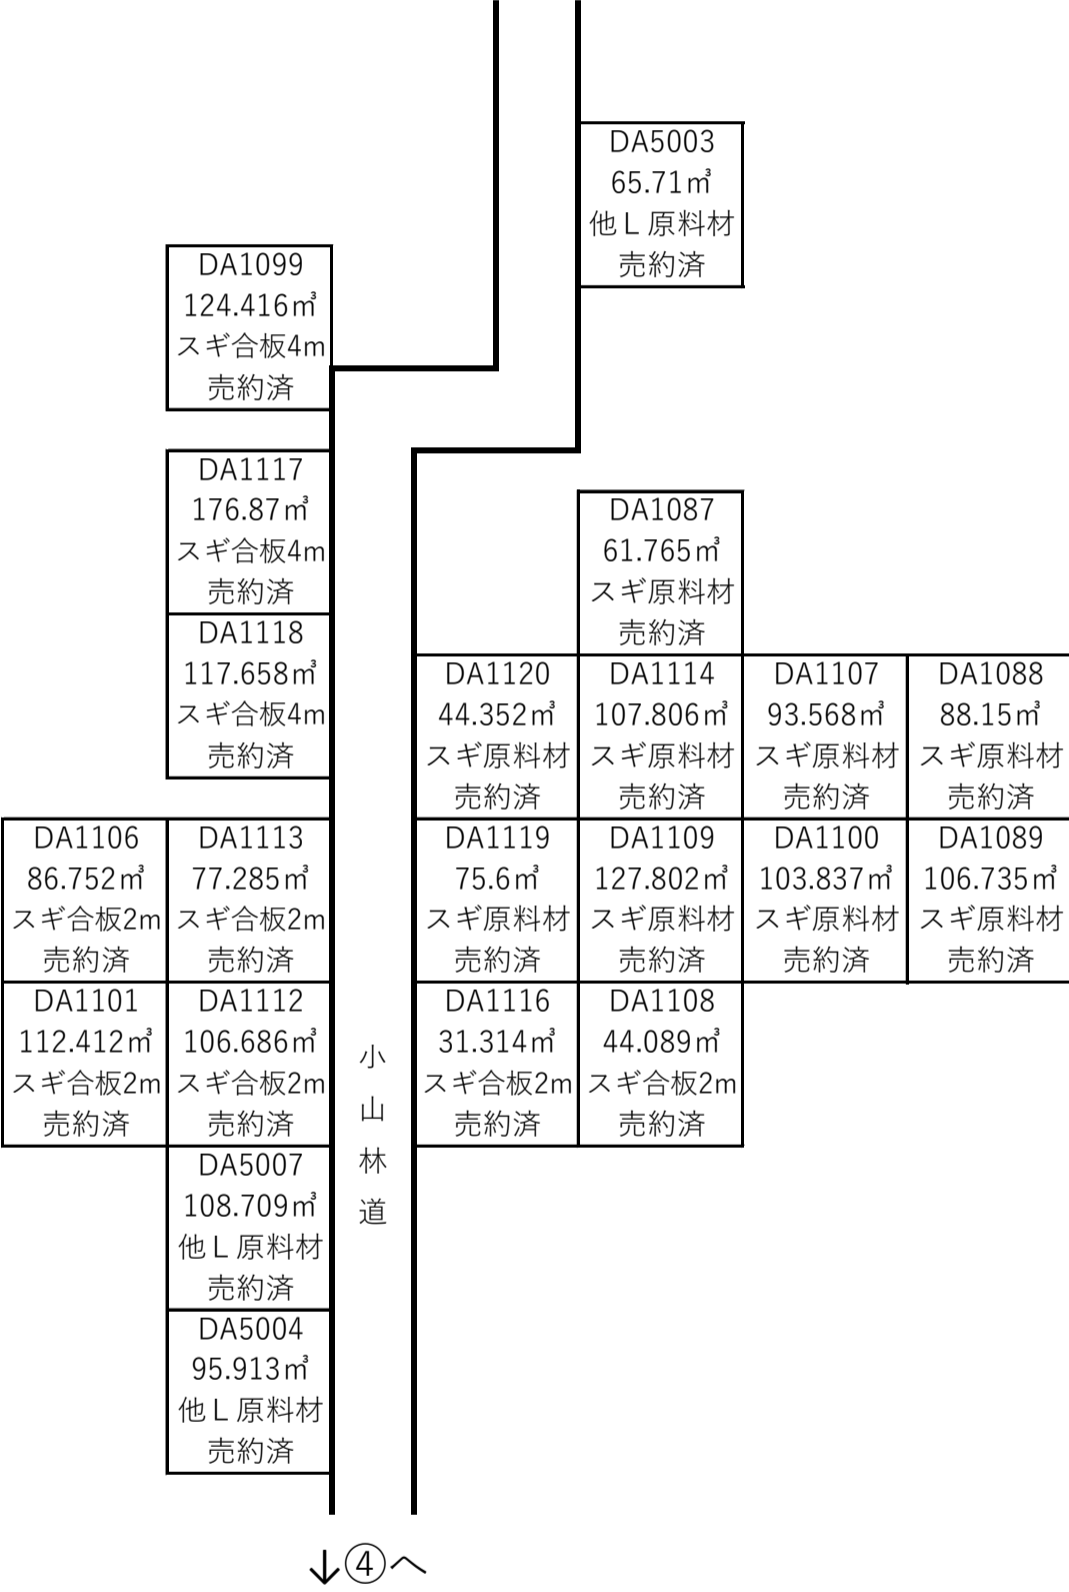 DA5003
65.71㎥
他Ｌ原料材
売約済
DA1099
124.416㎥
スギ合板4m
売約済
DA1117
176.87㎥
スギ合板4m
売約済
DA1087
61.765㎥
スギ原料材
売約済
DA1118
117.658㎥
スギ合板4m
売約済
DA1120
44.352㎥
スギ原料材
売約済
DA1114
107.806㎥
スギ原料材
売約済
DA1107
93.568㎥
スギ原料材
売約済
DA1088
88.15㎥
スギ原料材
売約済
DA1106
86.752㎥
スギ合板2m
売約済
DA1113
77.285㎥
スギ合板2m
売約済
DA1119
75.6㎥
スギ原料材
売約済
DA1109
127.802㎥
スギ原料材
売約済
DA1100
103.837㎥
スギ原料材
売約済
DA1089
106.735㎥
スギ原料材
売約済
DA1101
112.412㎥
スギ合板2m
売約済
DA1112
106.686㎥
スギ合板2m
売約済
小山林道
DA1116
31.314㎥
スギ合板2m
売約済
DA1108
44.089㎥
スギ合板2m
売約済
DA5007
108.709㎥
他Ｌ原料材
売約済
DA5004
95.913㎥
他Ｌ原料材
売約済
↓④へ